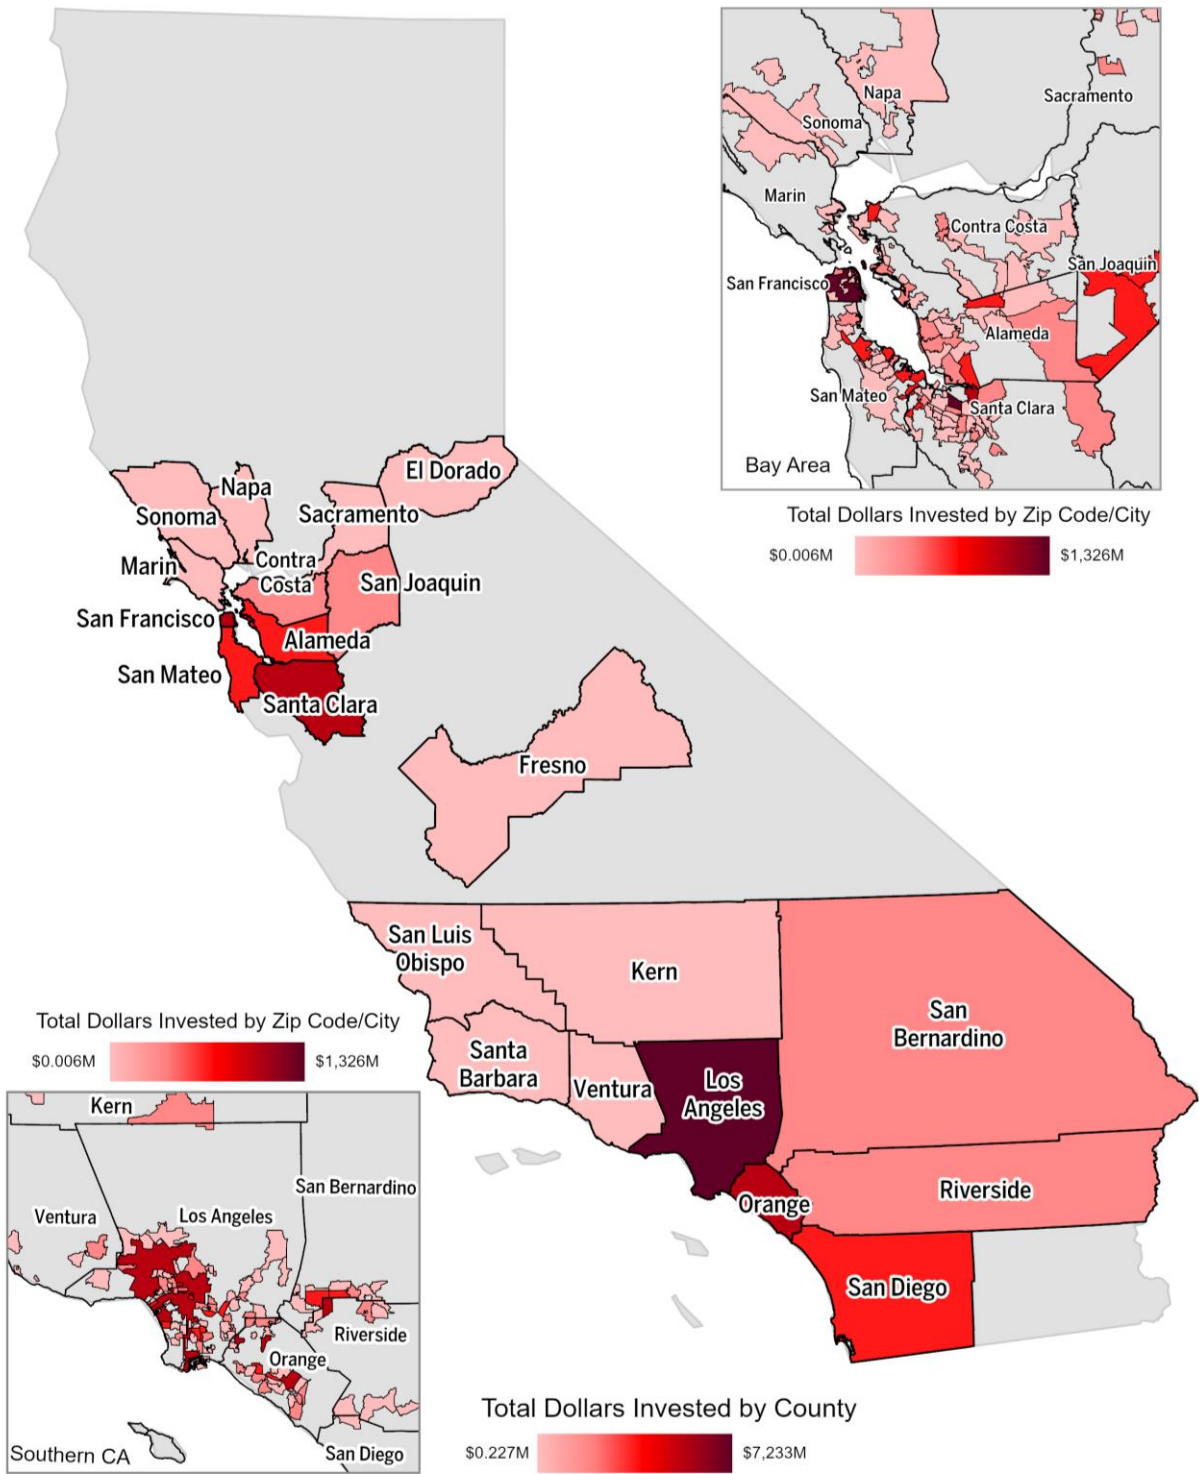 Napa
Sacramento
Sonoma
Marin
Contra Costa
San Joaquin
San Francisco
Alameda
San Mateo
Santa Clara
Bay Area
Total Dollars Invested by Zip Code/City
$0.006M
$1,326M
El Dorado
Napa
Sonoma
Sacramento
Marin
Contra
Costa
San Joaquin
San Francisco
Alameda
San Mateo
Santa Clara
Fresno
San Luis
Obispo
Kern
San
Bernardino
Santa
Barbara
Ventura
Los
Angeles
Orange
Riverside
San Diego
Total Dollars Invested by Zip Code/City
$0.006M
$1,326M
Kern
San Bernardino
Ventura
Los Angeles
Riverside
Orange
San Diego
Southern CA
Total Dollars Invested by County
$0.227M
$7,233M